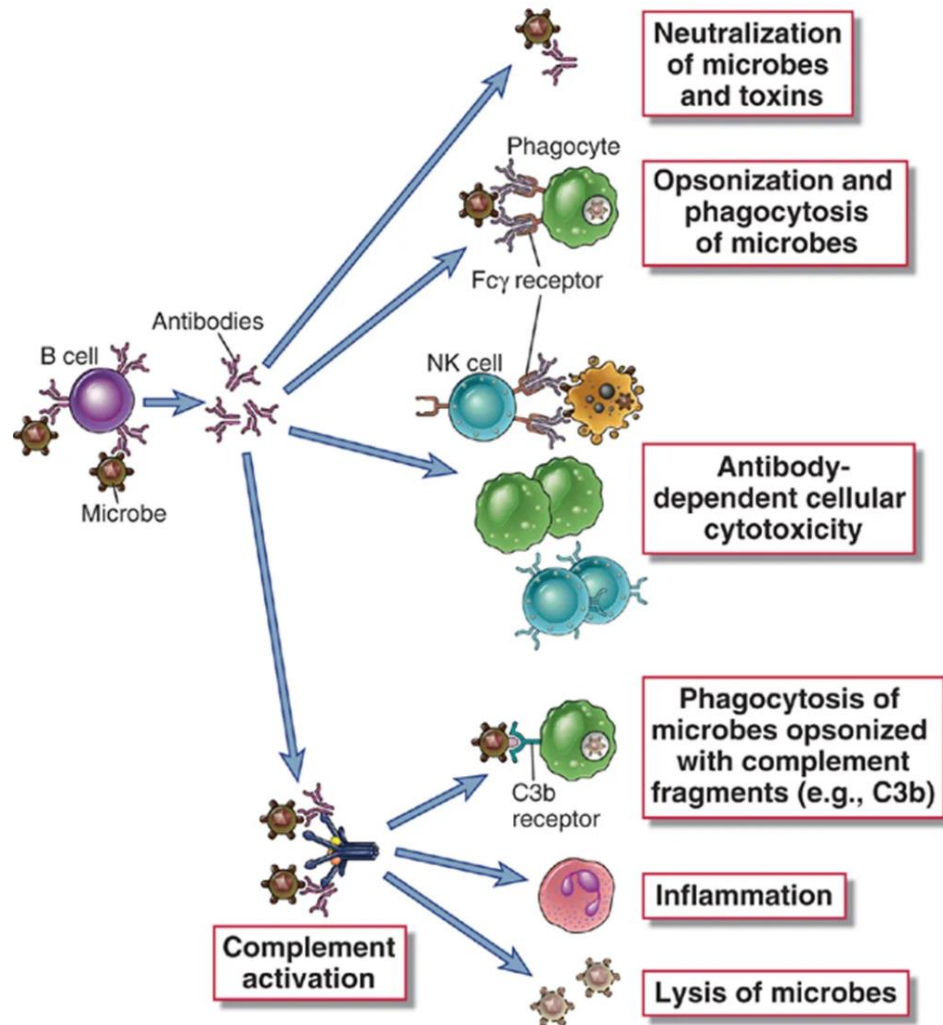 Neutralization
of microbes
and toxins
Phagocyte
Opsonization and
phagocytosis
of microbes
Fcγ receptor
Antibodies
B cell
NK cell
Microbe
Antibody-
dependent cellular
cytotoxicity
Phagocytosis of
microbes opsonized
with complement
fragments (e.g., C3b)
C3b
receptor
Inflammation
Complement
activation
Lysis of microbes